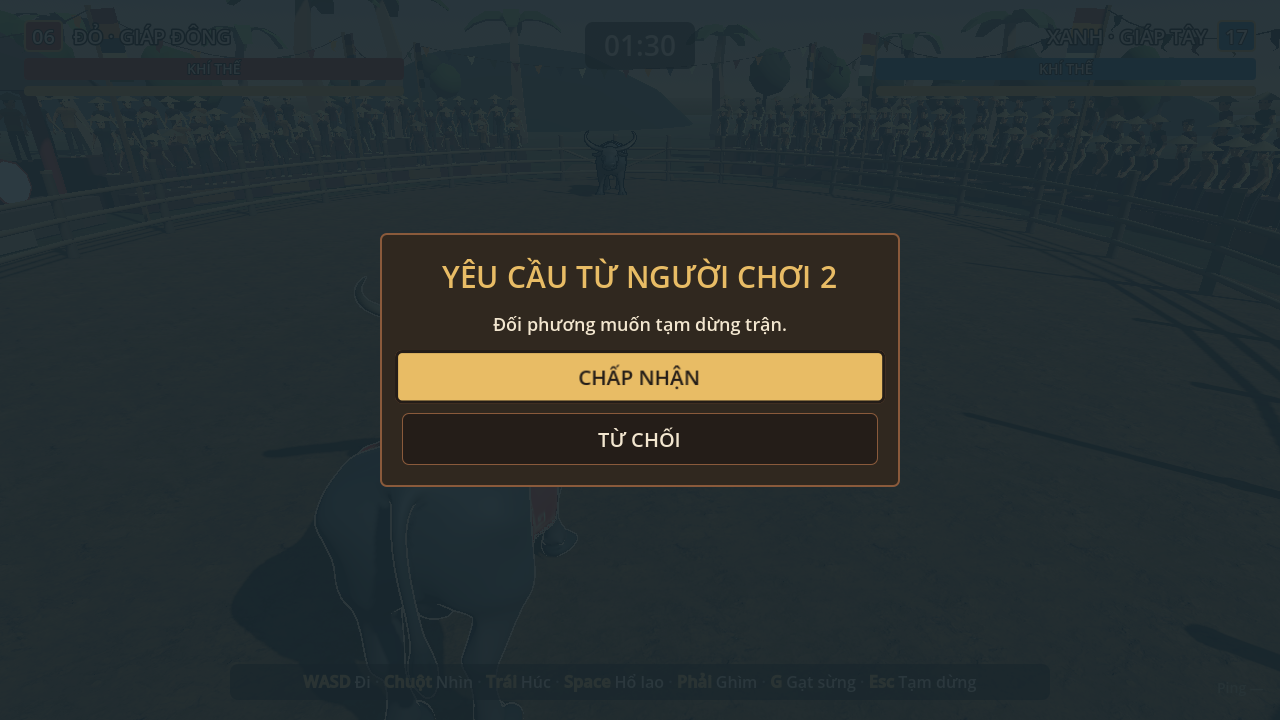 06 ĐỎ · GIÁP ĐÔNG
KHÍ THẾ
01:30
XANH · GIÁP TÂY 17
KHÍ THẾ
YÊU CẦU TỪ NGƯỜI CHƠI 2
Đối phương muốn tạm dừng trận.
CHẤP NHẬN
TỪ CHỐI
WASD Đi · Chuột Nhìn · Trái Húc · Space Hổ lao · Phải Ghìm · G Gạt sừng · Esc Tạm dừng
Ping —